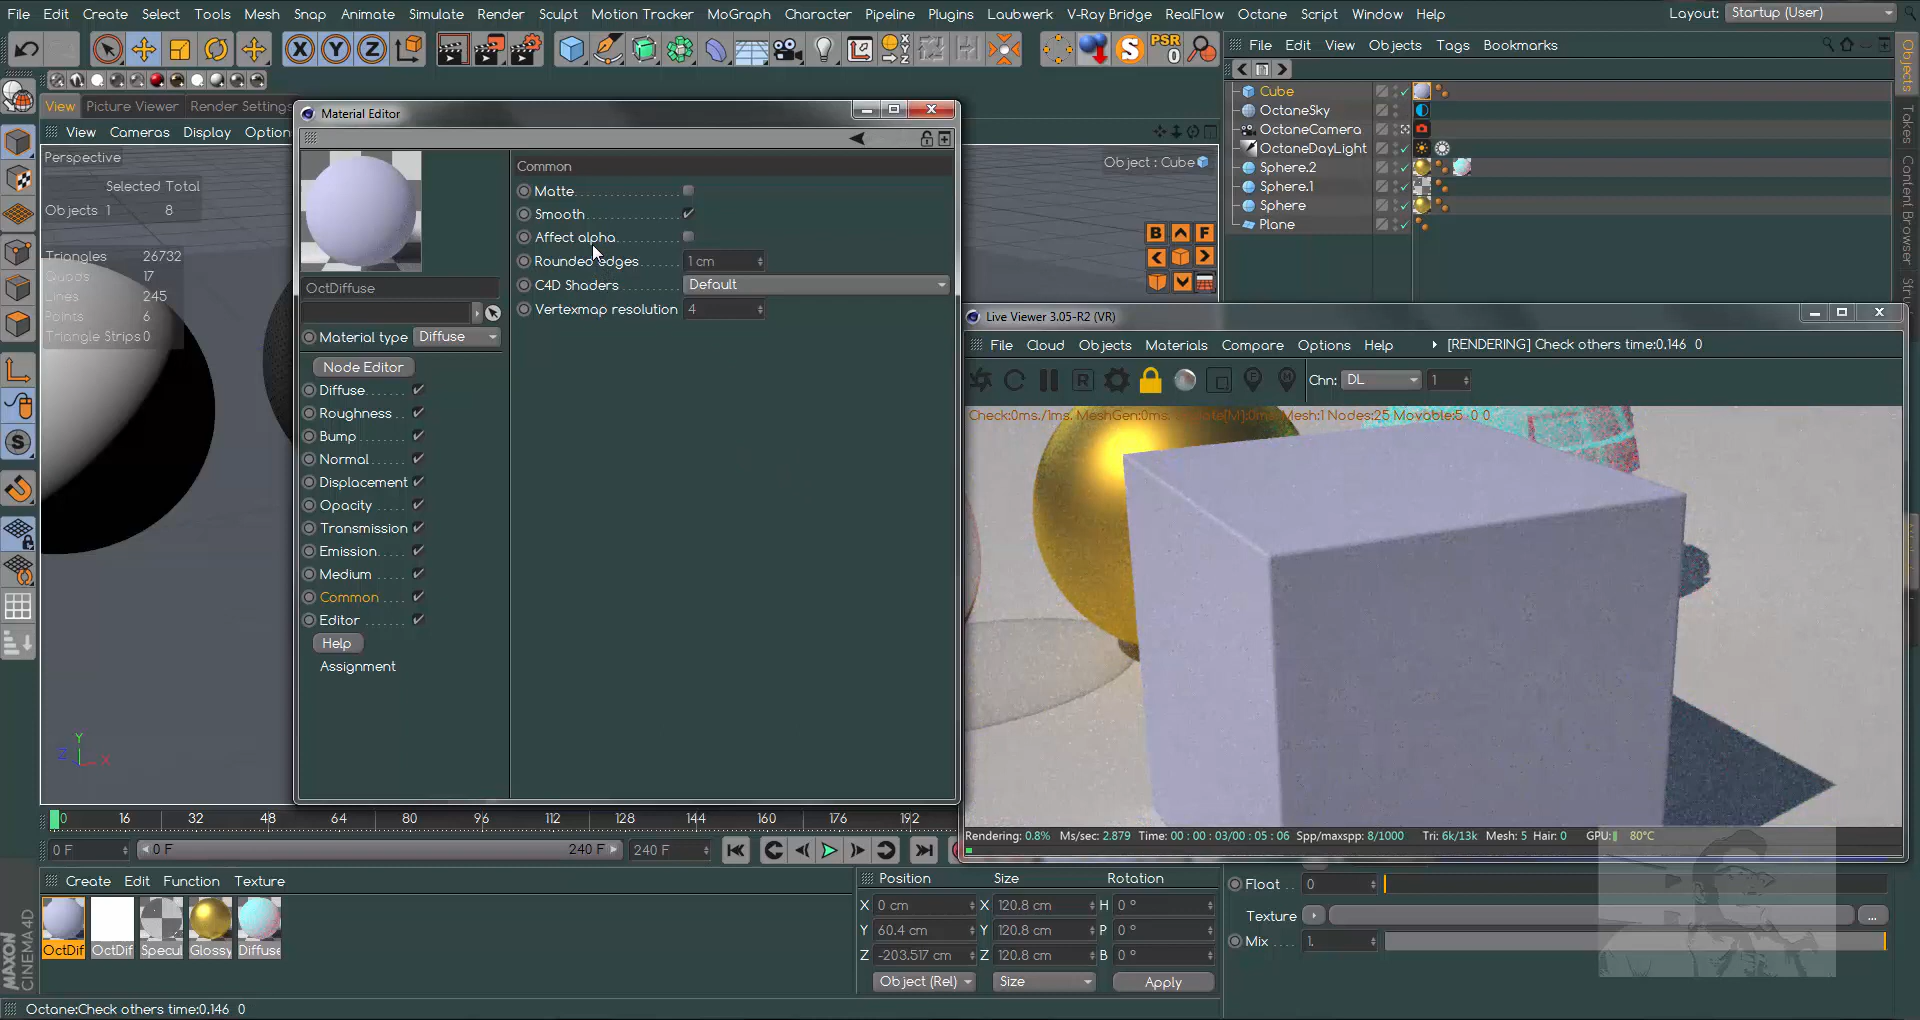 File Edit Create Select Tools Mesh Snap Animate Simulate Render Sculpt Motion Tracker MoGraph Character Pipeline Plugins Laubwerk V-Ray Bridge RealFlow Octane Script Window Help Layout: Startup (User)
X Y Z PSR 0
File Edit View Objects Tags Bookmarks
View Picture Viewer Render Settings
View Cameras Display Option
Perspective
Selected Total
Objects 1 8
Triangles 26732
Quads 17
Lines 245
Points 6
Triangle Strips 0
Object : Cube
B F
Cube
OctaneSky
OctaneCamera
OctaneDayLight
Sphere.2
Sphere.1
Sphere
Plane
Objects
Takes
Content Browser
Material Editor
OctDiffuse
Material type Diffuse
Node Editor
Diffuse
Roughness
Bump
Normal
Displacement
Opacity
Transmission
Emission
Medium
Common
Editor
Help
Assignment
Common
Matte
Smooth
Affect alpha
Rounded edges 1 cm
C4D Shaders Default
Vertexmap resolution 4
Live Viewer 3.05-R2 (VR)
File Cloud Objects Materials Compare Options Help [RENDERING] Check others time:0.146 0
R Chn: DL 1
Check:0ms./1ms. MeshGen:0ms. Update[M]:0ms. Mesh:1 Nodes:25 Movable:5 0 0
Rendering: 0.8% Ms/sec: 2.879 Time: 00 : 00 : 03/00 : 05 : 06 Spp/maxspp: 8/1000 Tri: 6k/13k Mesh: 5 Hair: 0 GPU: 80°C
Y
Z X
0 16 32 48 64 80 96 112 128 144 160 176 192
0 F 0 F 240 F 240 F
Create Edit Function Texture
OctDif OctDif Specul Glossy Diffuse
MAXON CINEMA4D
Position Size Rotation
X 0 cm X 120.8 cm H 0 °
Y 60.4 cm Y 120.8 cm P 0 °
Z -203.517 cm Z 120.8 cm B 0 °
Object (Rel) Size Apply
Float 0
Texture ...
Mix 1.
Octane:Check others time:0.146 0